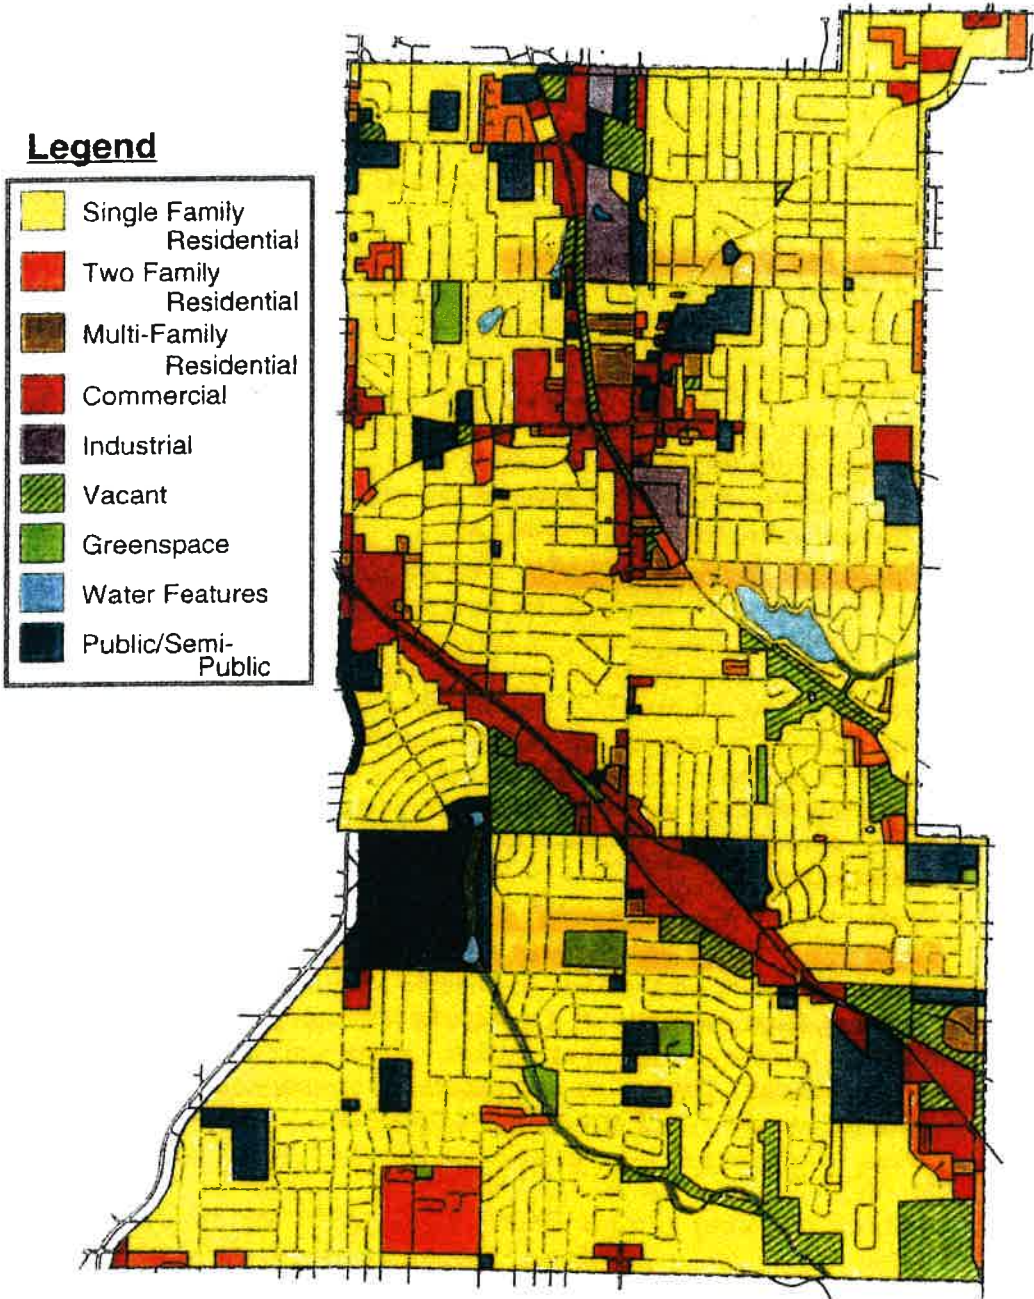 Legend
Single Family
Residential
Two Family
Residential
Multi-Family
Residential
Commercial
Industrial
Vacant
Greenspace
Water Features
Public/Semi-
Public